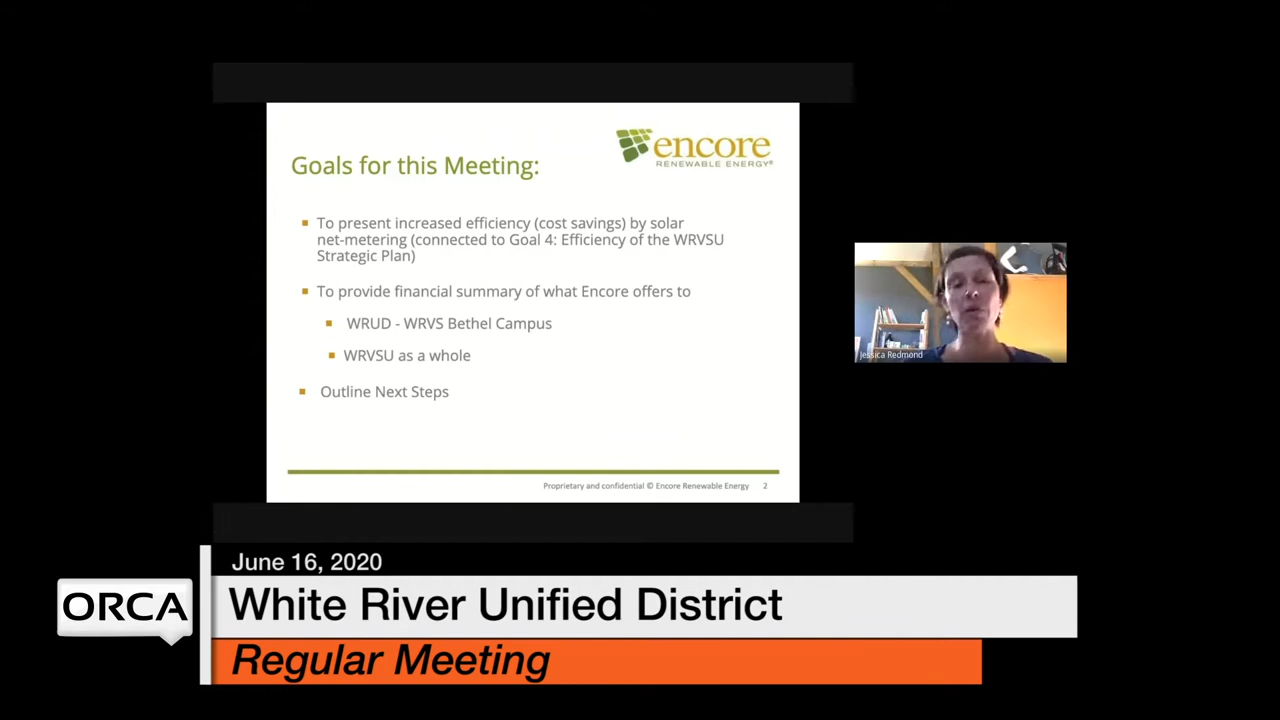 encore
RENEWABLE ENERGY®
Goals for this Meeting:
To present increased efficiency (cost savings) by solar
net-metering (connected to Goal 4: Efficiency of the WRVSU
Strategic Plan)
To provide financial summary of what Encore offers to
WRUD - WRVS Bethel Campus
WRVSU as a whole
Outline Next Steps
Proprietary and confidential © Encore Renewable Energy 2
Jessica Redmond
June 16, 2020
ORCA
White River Unified District
Regular Meeting